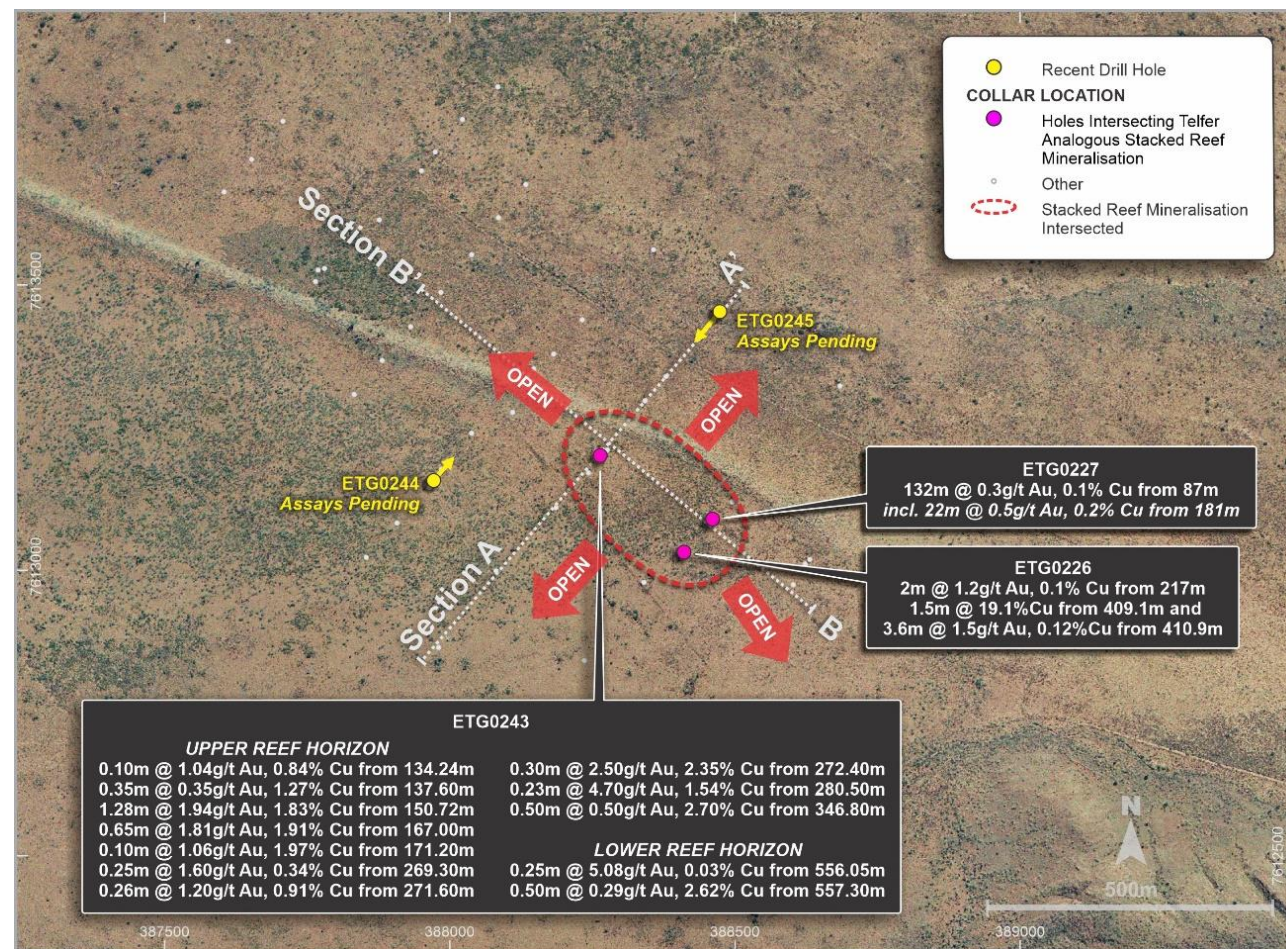 Recent Drill Hole
COLLAR LOCATION
Holes Intersecting Telfer
Analogous Stacked Reef
Mineralisation
Other
Stacked Reef Mineralisation
Intersected
Section B'
A'
7613500
ETG0245
Assays Pending
OPEN
OPEN
ETG0244
Assays Pending
ETG0227
132m @ 0.3g/t Au, 0.1% Cu from 87m
incl. 22m @ 0.5g/t Au, 0.2% Cu from 181m
7613000
Section A
OPEN
OPEN
B
ETG0226
2m @ 1.2g/t Au, 0.1% Cu from 217m
1.5m @ 19.1%Cu from 409.1m and
3.6m @ 1.5g/t Au, 0.12%Cu from 410.9m
ETG0243
UPPER REEF HORIZON
0.10m @ 1.04g/t Au, 0.84% Cu from 134.24m
0.35m @ 0.35g/t Au, 1.27% Cu from 137.60m
1.28m @ 1.94g/t Au, 1.83% Cu from 150.72m
0.65m @ 1.81g/t Au, 1.91% Cu from 167.00m
0.10m @ 1.06g/t Au, 1.97% Cu from 171.20m
0.25m @ 1.60g/t Au, 0.34% Cu from 269.30m
0.26m @ 1.20g/t Au, 0.91% Cu from 271.60m
0.30m @ 2.50g/t Au, 2.35% Cu from 272.40m
0.23m @ 4.70g/t Au, 1.54% Cu from 280.50m
0.50m @ 0.50g/t Au, 2.70% Cu from 346.80m
LOWER REEF HORIZON
0.25m @ 5.08g/t Au, 0.03% Cu from 556.05m
0.50m @ 0.29g/t Au, 2.62% Cu from 557.30m
N
500m
7612500
387500
388000
388500
389000